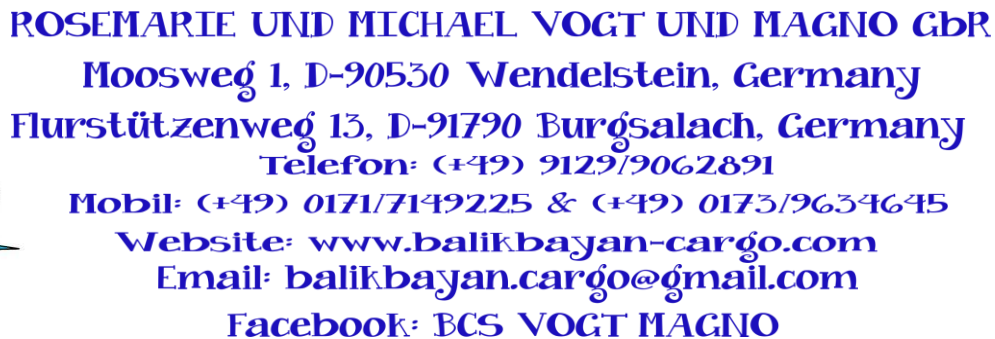 ROSEMARIE UND MICHAEL VOGT UND MAGNO GbR
Moosweg 1, D-90530 Wendelstein, Germany
Flurstützenweg 13, D-91790 Burgsalach, Germany
Telefon: (+49) 9129/9062891
Mobil: (+49) 0171/7149225 & (+49) 0173/9634645
Website: www.balikbayan-cargo.com
Email: balikbayan.cargo@gmail.com
Facebook: BCS VOGT MAGNO